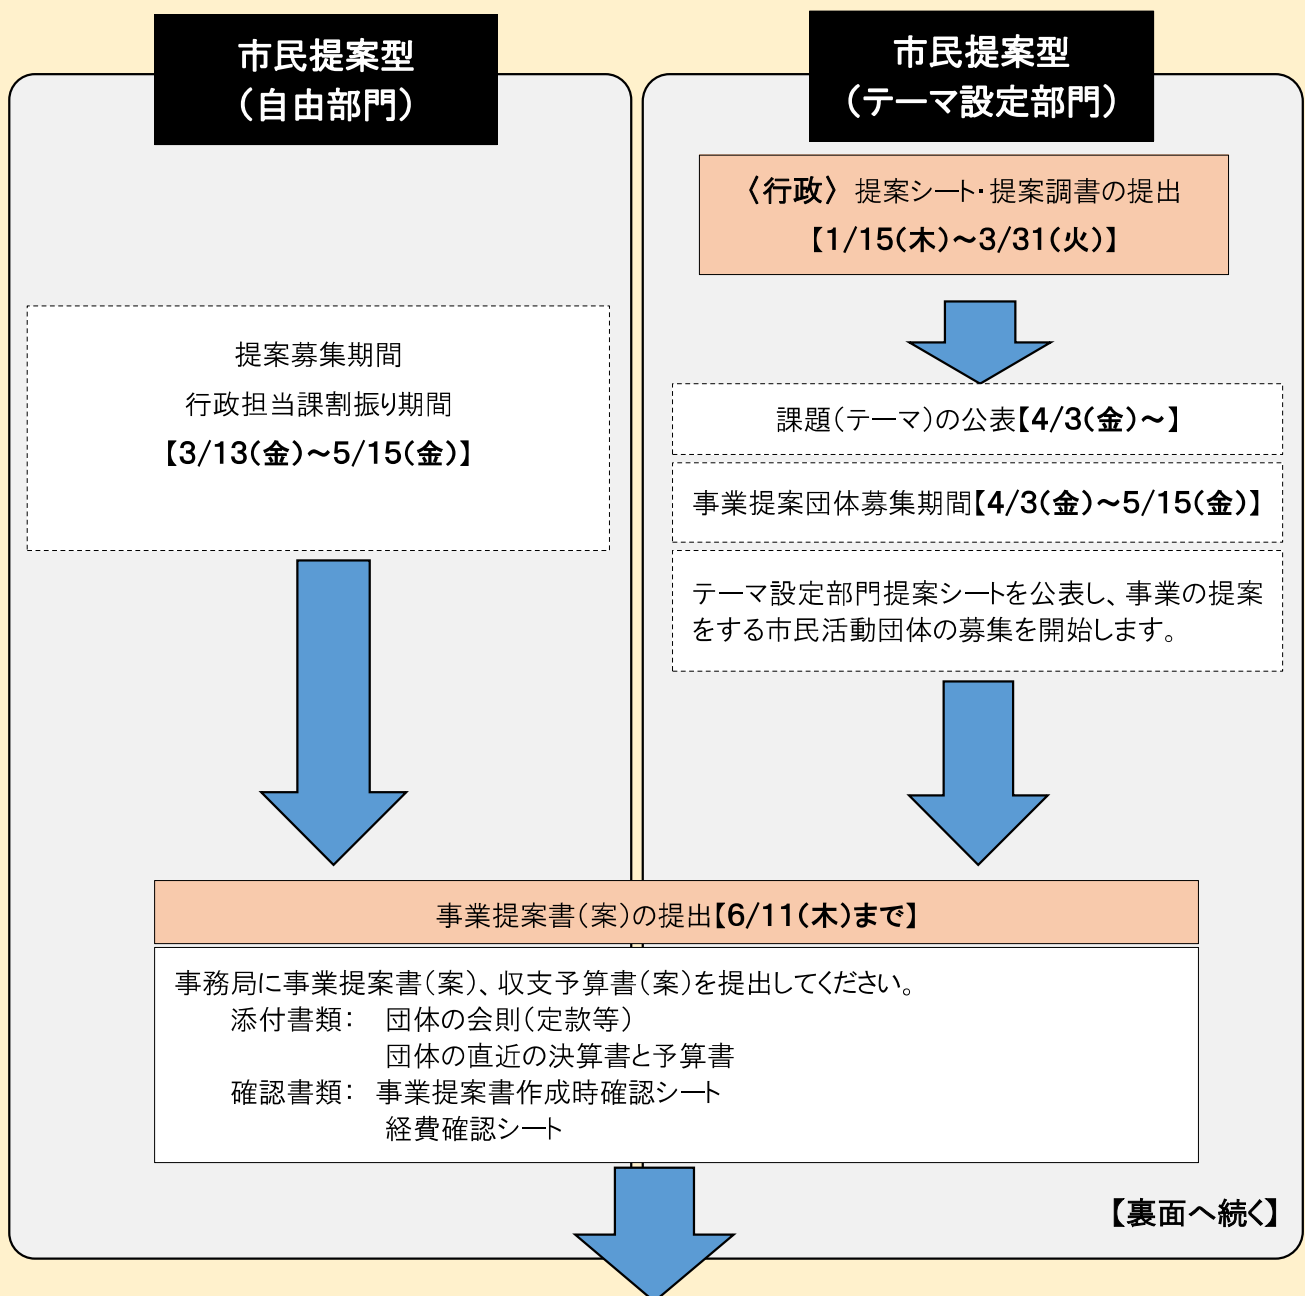 市民提案型
（自由部門）
提案募集期間
行政担当課割振り期間
【3/13(金)～5/15(金)】
市民提案型
（テーマ設定部門）
〈行政〉 提案シート・提案調書の提出
【1/15(木)～3/31(火)】
課題(テーマ)の公表【4/3(金)～】
事業提案団体募集期間【4/3(金)～5/15(金)】
テーマ設定部門提案シートを公表し、事業の提案
をする市民活動団体の募集を開始します。
事業提案書(案)の提出【6/11(木)まで】
事務局に事業提案書(案)、収支予算書(案)を提出してください。
添付書類： 団体の会則(定款等)
団体の直近の決算書と予算書
確認書類： 事業提案書作成時確認シート
経費確認シート
【裏面へ続く】